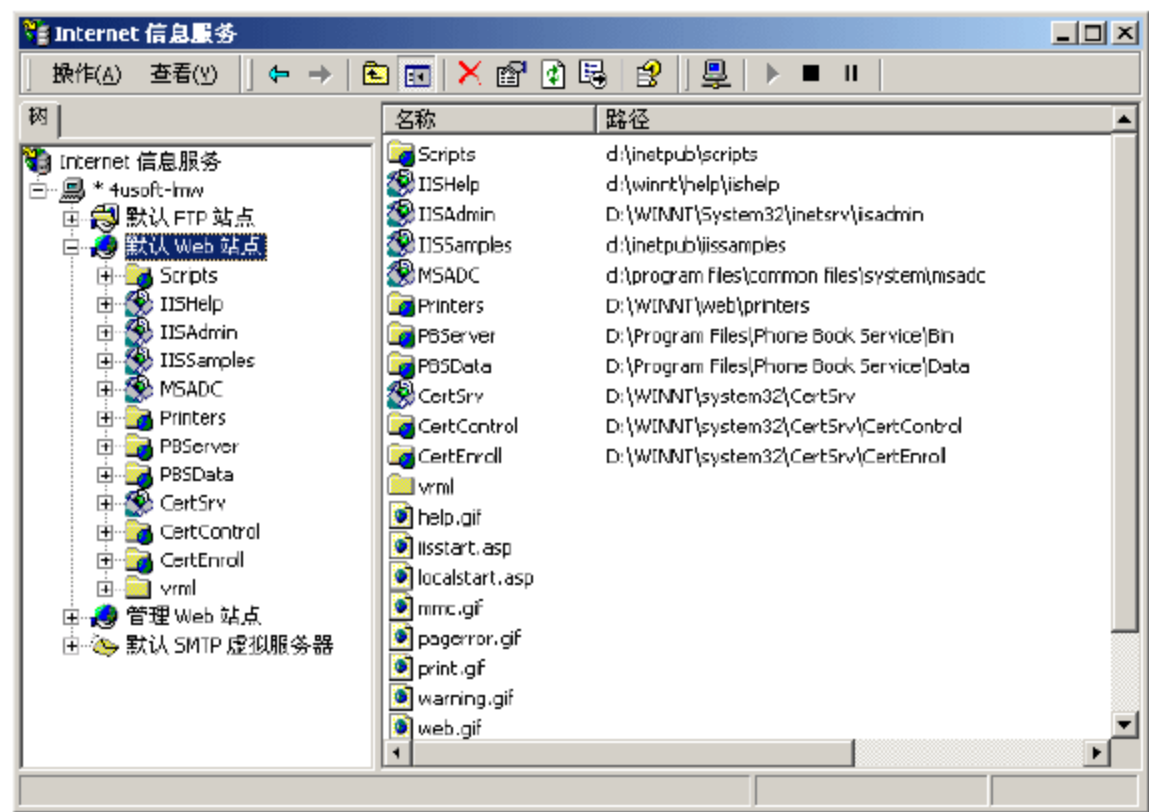 Internet 信息服务
操作(A) 查看(V)
树
名称 路径
Internet 信息服务
* 4usoft-lmw
默认 FTP 站点
默认 Web 站点
Scripts
IISHelp
IISAdmin
IISSamples
MSADC
Printers
PBServer
PBSData
CertSrv
CertControl
CertEnroll
vrml
管理 Web 站点
默认 SMTP 虚拟服务器
Scripts d:\inetpub\scripts
IISHelp d:\winnt\help\iishelp
IISAdmin D:\WINNT\System32\inetsrv\iisadmin
IISSamples d:\inetpub\iissamples
MSADC d:\program files\common files\system\msadc
Printers D:\WINNT\web\printers
PBServer D:\Program Files\Phone Book Service\Bin
PBSData D:\Program Files\Phone Book Service\Data
CertSrv D:\WINNT\system32\CertSrv
CertControl D:\WINNT\system32\CertSrv\CertControl
CertEnroll D:\WINNT\system32\CertSrv\CertEnroll
vrml
help.gif
iisstart.asp
localstart.asp
mmc.gif
pagerror.gif
print.gif
warning.gif
web.gif